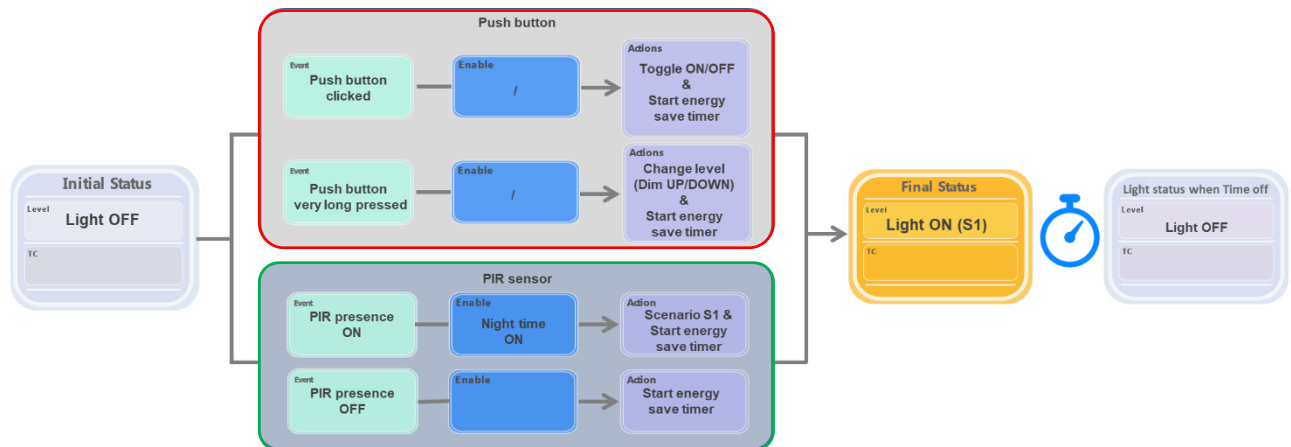 Initial Status
Level
Light OFF
TC
Push button
Event
Push button
clicked
Enable
/
Actions
Toggle ON/OFF
&
Start energy
save timer
Event
Push button
very long pressed
Enable
/
Actions
Change level
(Dim UP/DOWN)
&
Start energy
save timer
PIR sensor
Event
PIR presence
ON
Enable
Night time
ON
Action
Scenario S1 &
Start energy
save timer
Event
PIR presence
OFF
Enable
Action
Start energy
save timer
Final Status
Level
Light ON (S1)
TC
Light status when Time off
Level
Light OFF
TC